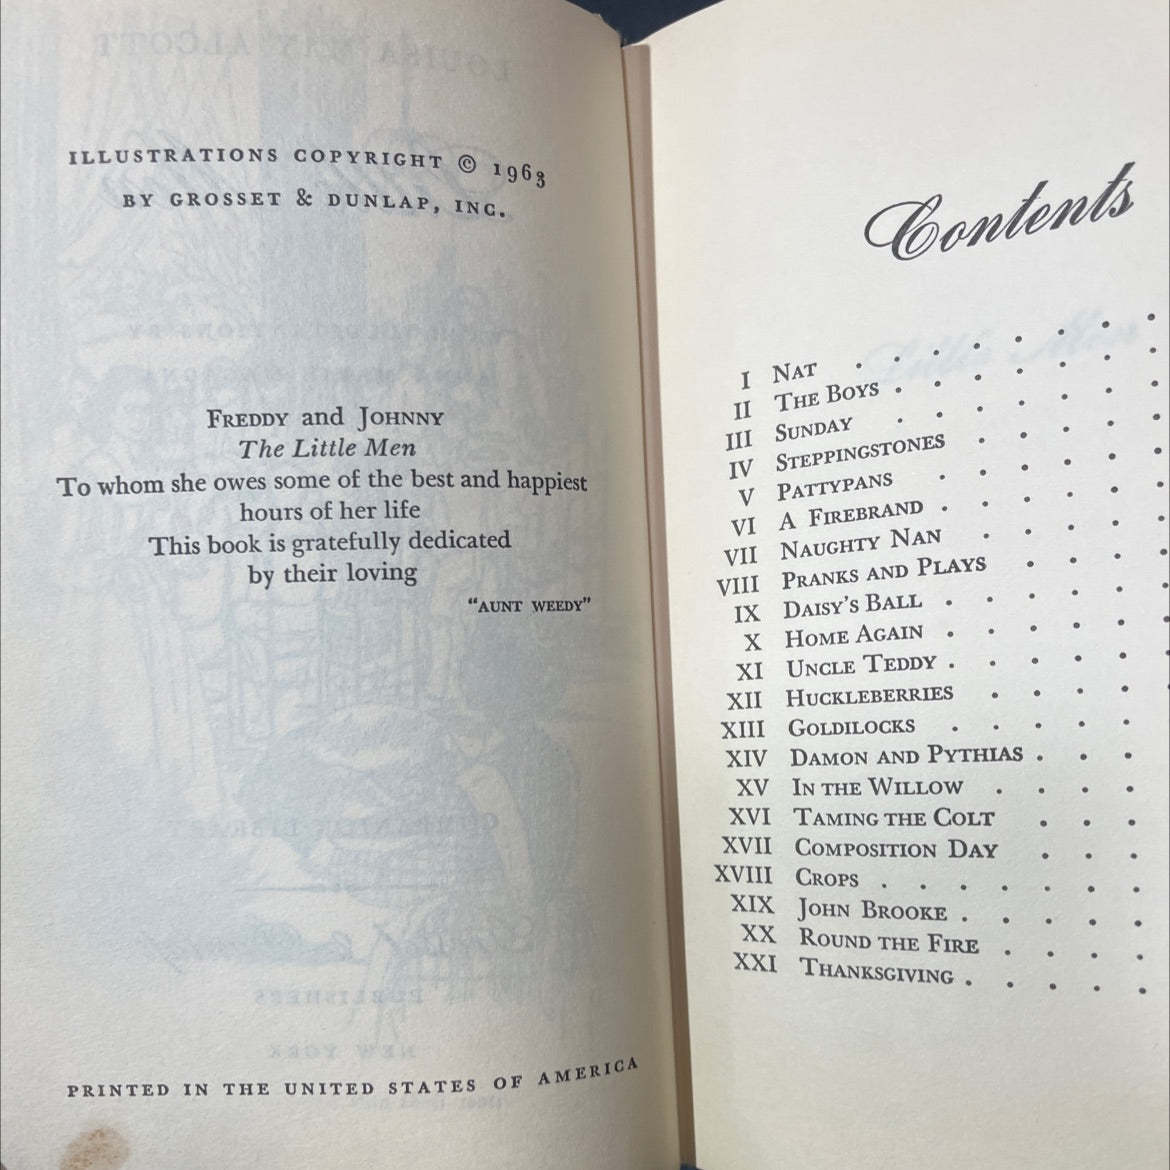 ILLUSTRATIONS COPYRIGHT © 1963
BY GROSSET & DUNLAP, INC.
FREDDY and JOHNNY
The Little Men
To whom she owes some of the best and happiest
hours of her life
This book is gratefully dedicated
by their loving
“AUNT WEEDY”
PRINTED IN THE UNITED STATES OF AMERICA
Contents
I NAT
II THE BOYS
III SUNDAY
IV STEPPINGSTONES
V PATTYPANS
VI A FIREBRAND
VII NAUGHTY NAN
VIII PRANKS AND PLAYS
IX DAISY’S BALL
X HOME AGAIN
XI UNCLE TEDDY
XII HUCKLEBERRIES
XIII GOLDILOCKS
XIV DAMON AND PYTHIAS
XV IN THE WILLOW
XVI TAMING THE COLT
XVII COMPOSITION DAY
XVIII CROPS
XIX JOHN BROOKE
XX ROUND THE FIRE
XXI THANKSGIVING